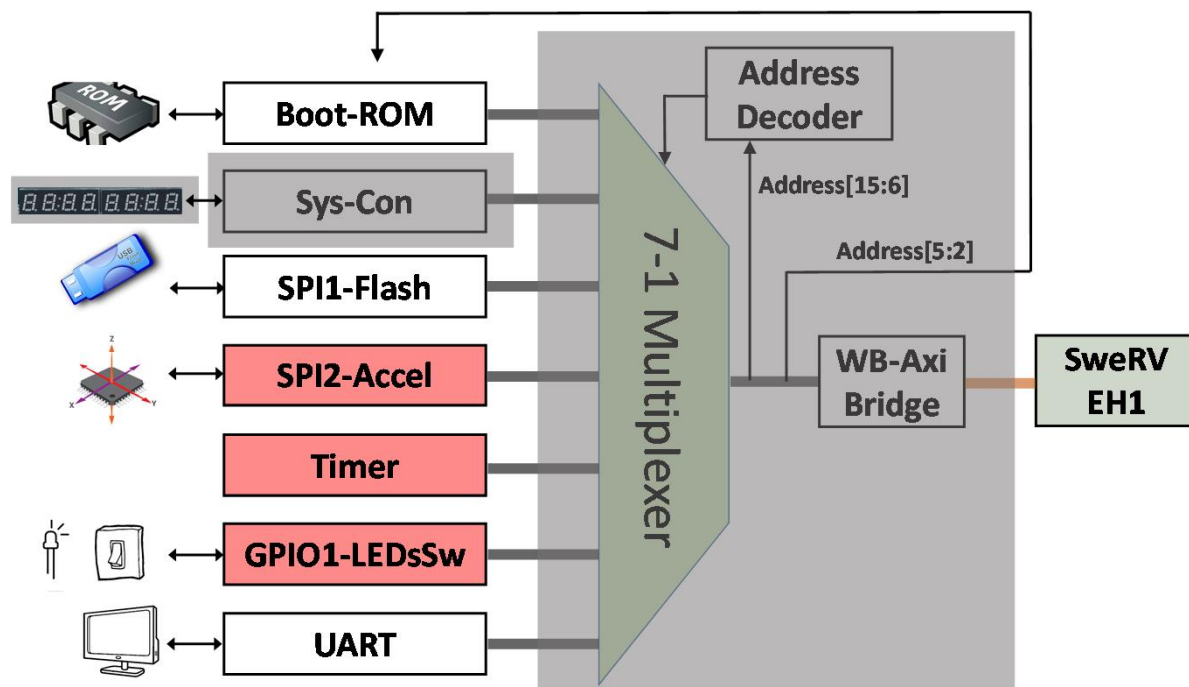 ROM
Boot-ROM
Address
Decoder
Sys-Con
Address[15:6]
Address[5:2]
USB
SPI1-Flash
7-1 Multiplexer
Z
X
Y
SPI2-Accel
WB-Axi
Bridge
SweRV
EH1
Timer
GPIO1-LEDsSw
UART